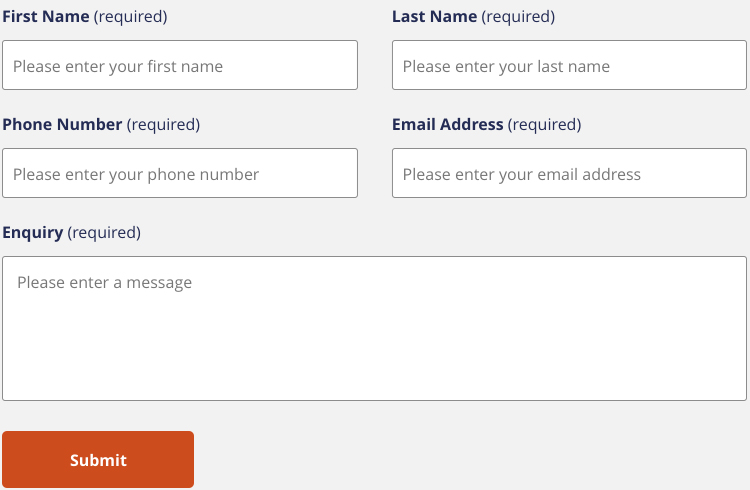 First Name (required)
Last Name (required)
Please enter your first name
Please enter your last name
Phone Number (required)
Email Address (required)
Please enter your phone number
Please enter your email address
Enquiry (required)
Please enter a message
Submit